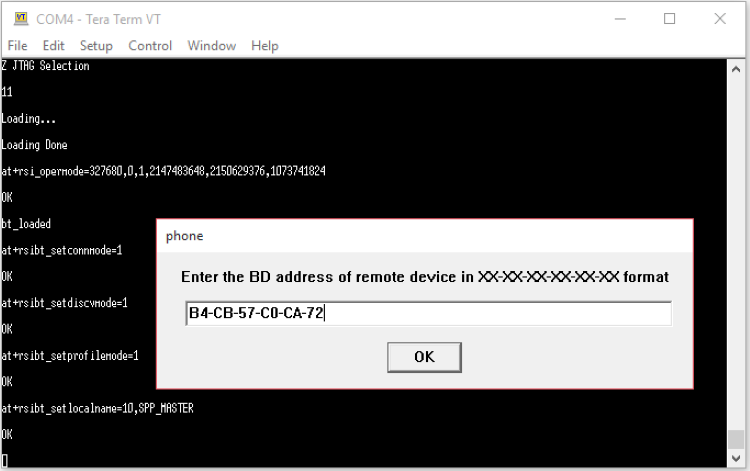 COM4 - Tera Term VT
File Edit Setup Control Window Help
Z JTAG Selection
11
Loading...
Loading Done
at+rsi_opermode=327680,0,1,2147483648,2150629376,1073741824
OK
bt_loaded
at+rsibt_setconnmode=1
OK
at+rsibt_setdiscvmode=1
OK
at+rsibt_setprofilemode=1
OK
at+rsibt_setlocalname=10,SPP_MASTER
OK
phone
Enter the BD address of remote device in XX-XX-XX-XX-XX-XX format
B4-CB-57-C0-CA-72
OK